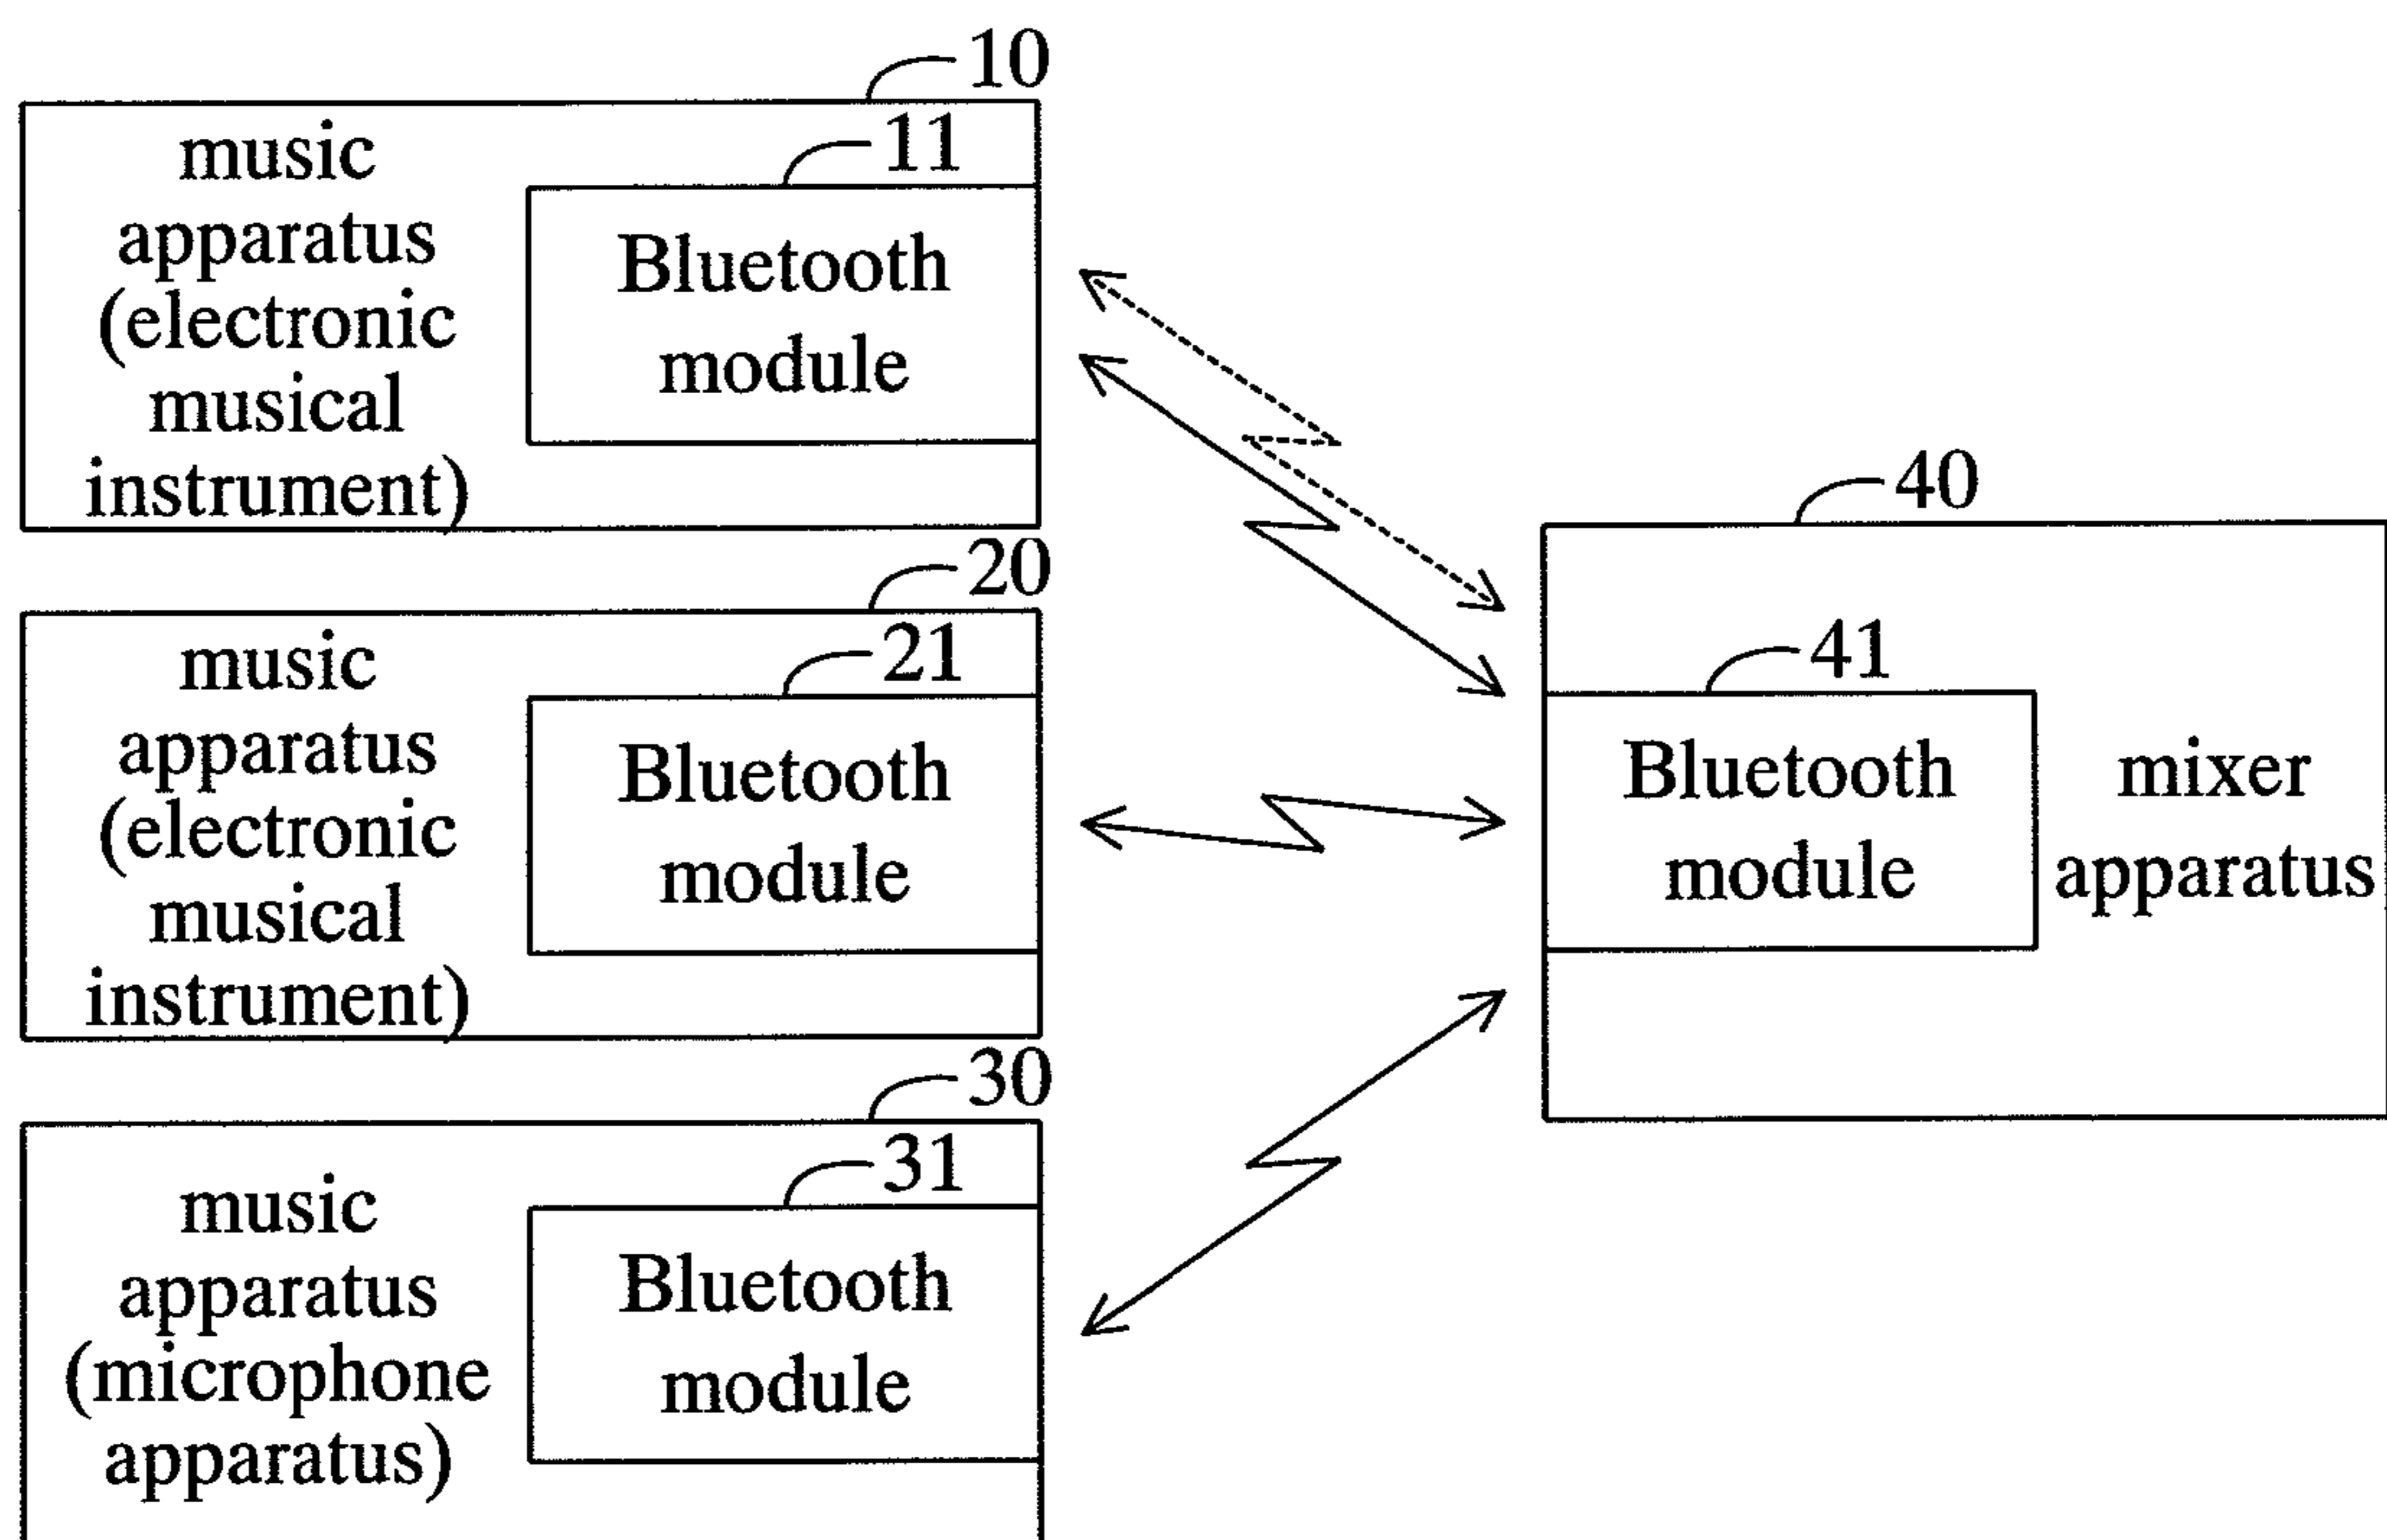 10
music
apparatus
(electronic
musical
instrument)
11
Bluetooth
module
20
music
apparatus
(electronic
musical
instrument)
21
Bluetooth
module
30
music
apparatus
(microphone
apparatus)
31
Bluetooth
module
40
41
Bluetooth
module
mixer
apparatus